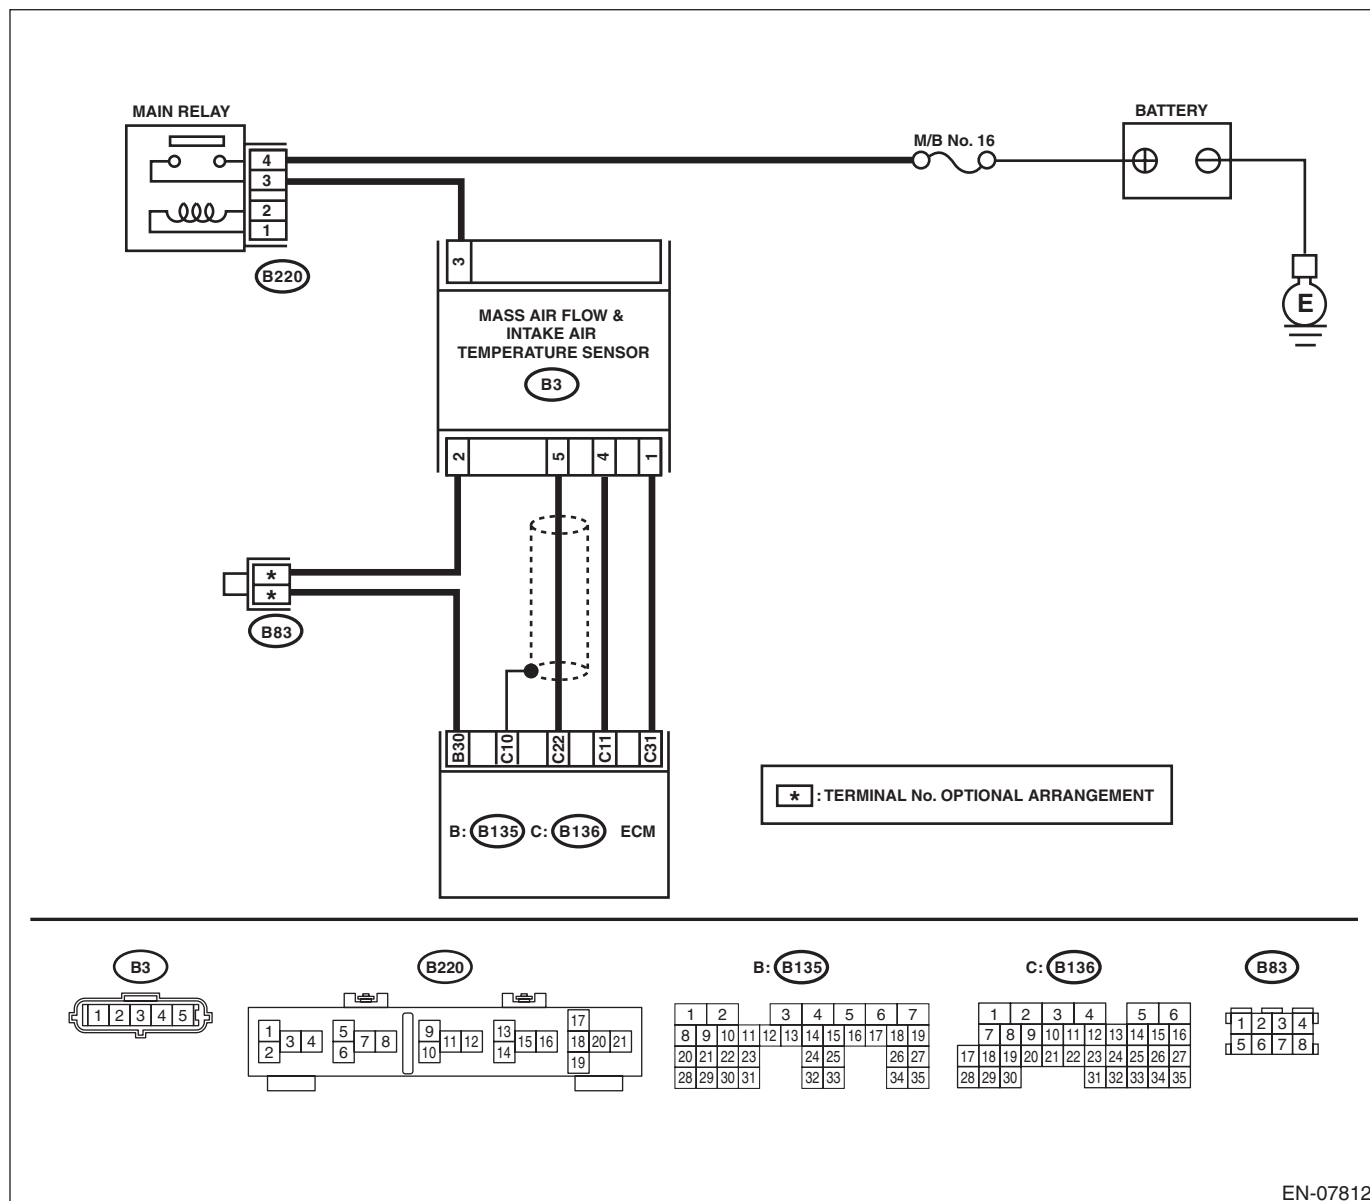 MAIN RELAY
BATTERY
M/B No. 16
4
3
2
1
B220
E
3
MASS AIR FLOW &
INTAKE AIR
TEMPERATURE SENSOR
B3
2 5 4 1
*
*
B83
B30 C10 C22 C11 C31
B: B135 C: B136 ECM
* : TERMINAL No. OPTIONAL ARRANGEMENT
B3
1 2 3 4 5
B220
1 2 3 4 5 6 7 8 9 10 11 12 13 14 15 16 17 18 19 20 21
B: B135
1 2 3 4 5 6 7
8 9 10 11 12 13 14 15 16 17 18 19
20 21 22 23 24 25 26 27
28 29 30 31 32 33 34 35
C: B136
1 2 3 4 5 6
7 8 9 10 11 12 13 14 15 16
17 18 19 20 21 22 23 24 25 26 27
28 29 30 31 32 33 34 35
B83
1 2 3 4
5 6 7 8
EN-07812